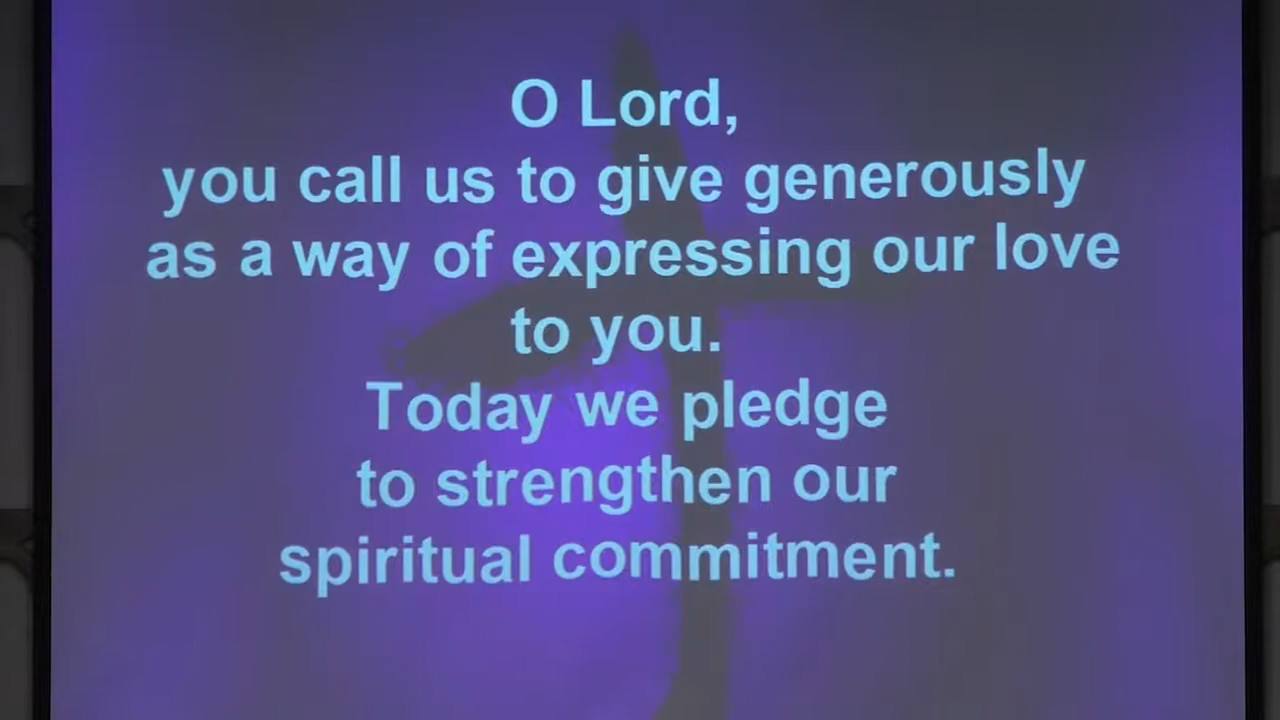 O Lord,
you call us to give generously
as a way of expressing our love
to you.
Today we pledge
to strengthen our
spiritual commitment.